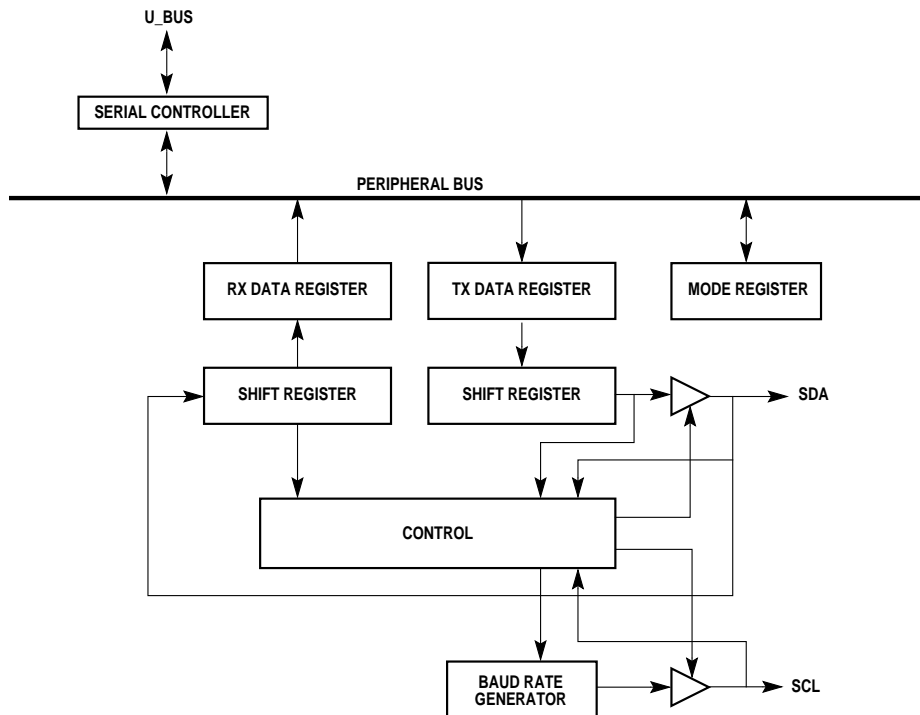 U_BUS
SERIAL CONTROLLER
PERIPHERAL BUS
RX DATA REGISTER
TX DATA REGISTER
MODE REGISTER
SHIFT REGISTER
SHIFT REGISTER
SDA
CONTROL
BAUD RATE
GENERATOR
SCL